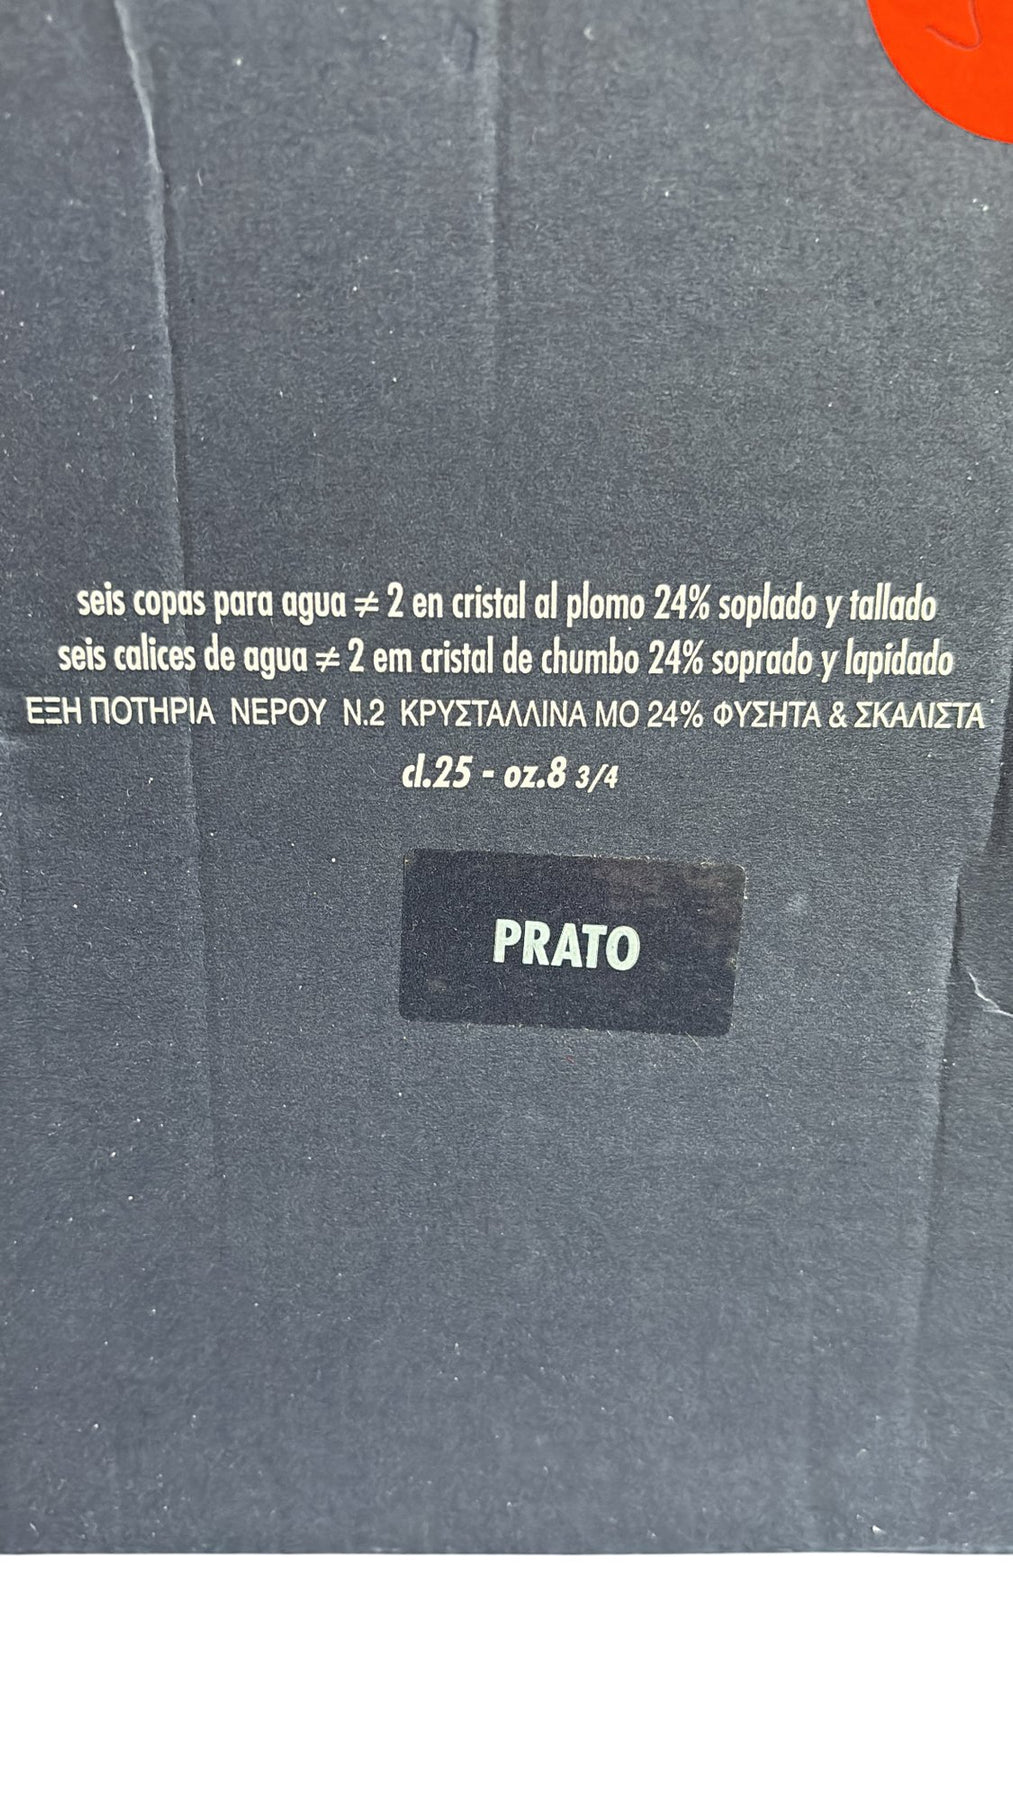 seis copas para agua ≠ 2 en cristal al plomo 24% soplado y tallado
seis calices de agua ≠ 2 em cristal de chumbo 24% soprado y lapidado
ΕΞΗ ΠΟΤΗΡΙΑ ΝΕΡΟΥ Ν.2 ΚΡΥΣΤΑΛΛΙΝΑ ΜΟ 24% ΦΥΣΗΤΑ & ΣΚΑΛΙΣΤΑ
cl.25 - oz.8 3/4
PRATO